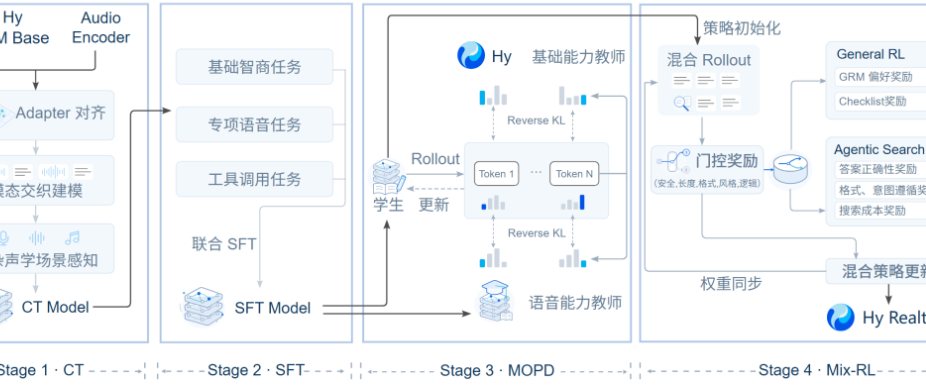 Hy
Audio
M Base
Encoder
Adapter 对齐
模态交织建模
杂声学场景感知
CT Model
Stage 1 · CT
基础智商任务
专项语音任务
工具调用任务
联合 SFT
SFT Model
Stage 2 · SFT
Hy
基础能力教师
Reverse KL
Rollout
Token 1
...
Token N
学生
更新
Reverse KL
语音能力教师
Stage 3 · MOPD
策略初始化
混合 Rollout
门控奖励
(安全,长度,格式,风格,逻辑)
General RL
GRM 偏好奖励
Checklist奖励
Agentic Search
答案正确性奖励
格式、意图遵循奖
搜索成本奖励
权重同步
混合策略更新
Hy Realt
Stage 4 · Mix-RL